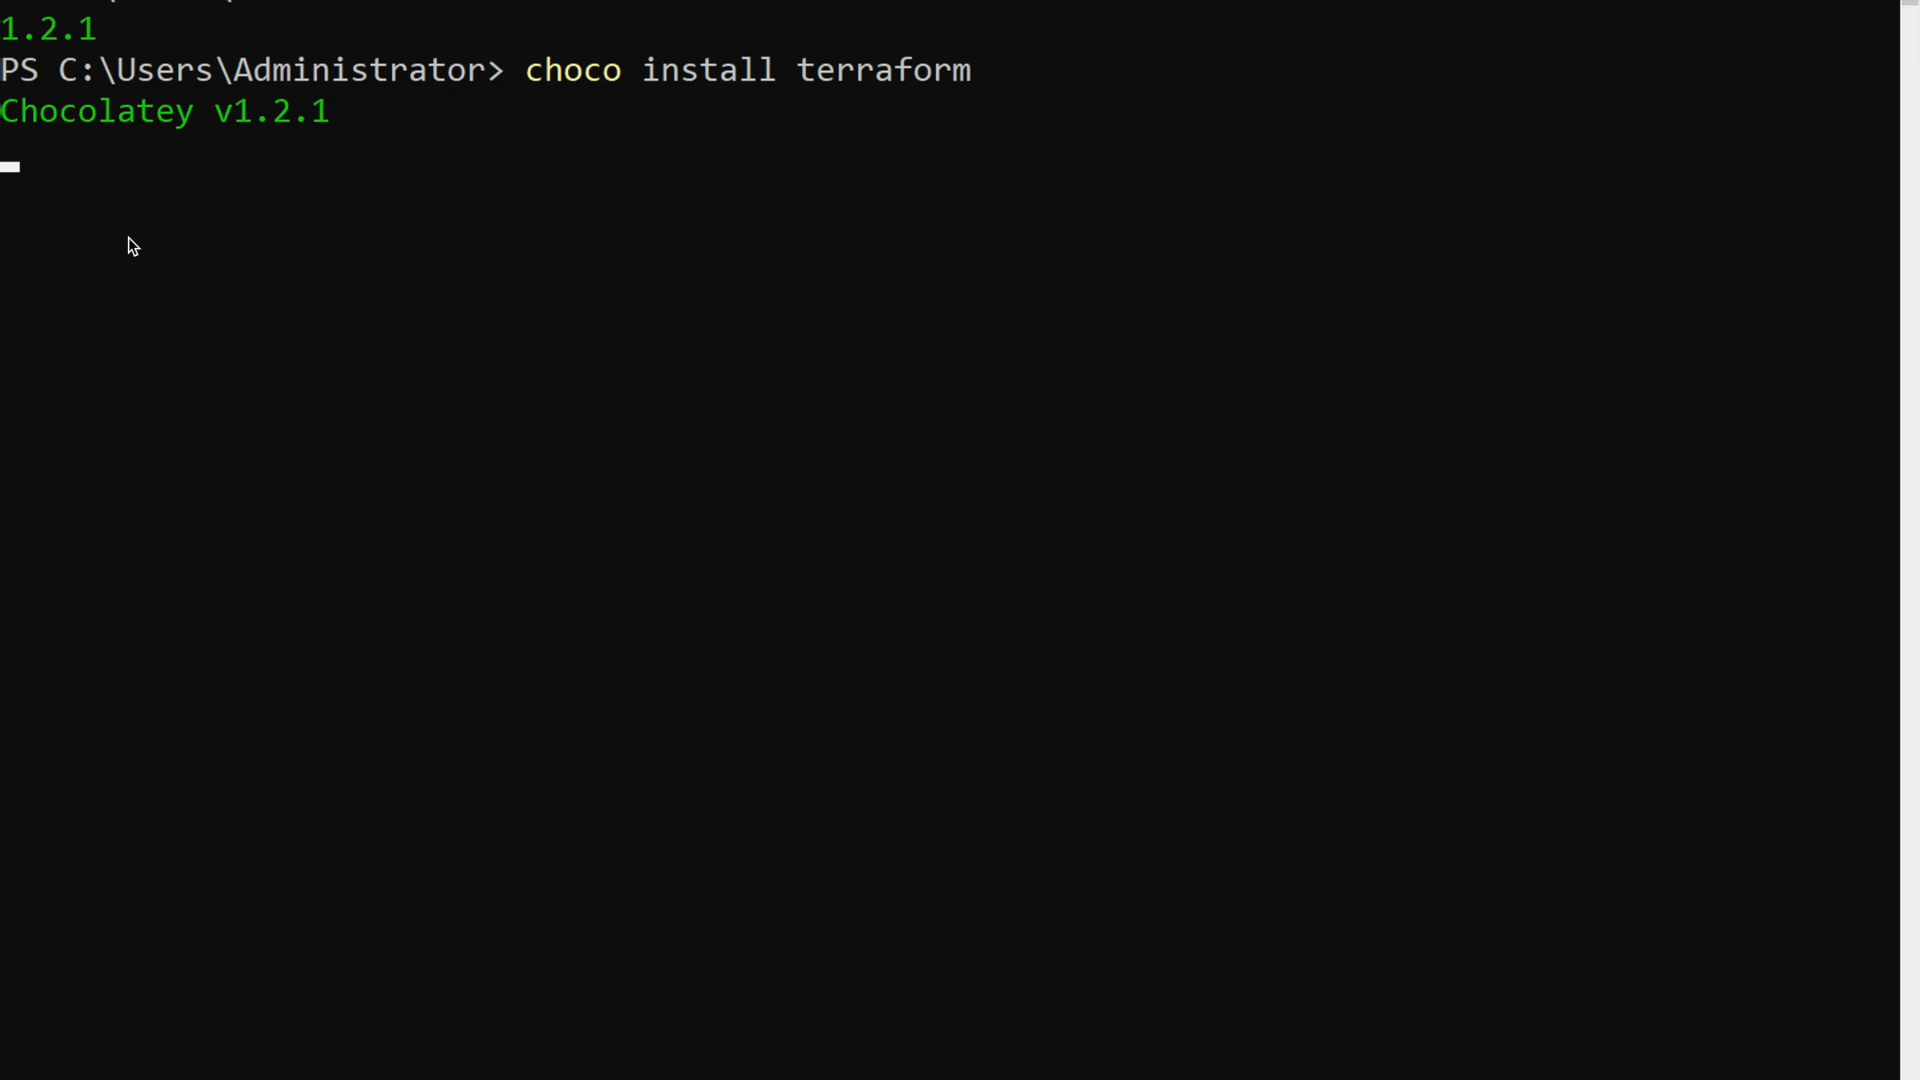 1.2.1
PS C:\Users\Administrator> choco install terraform
Chocolatey v1.2.1